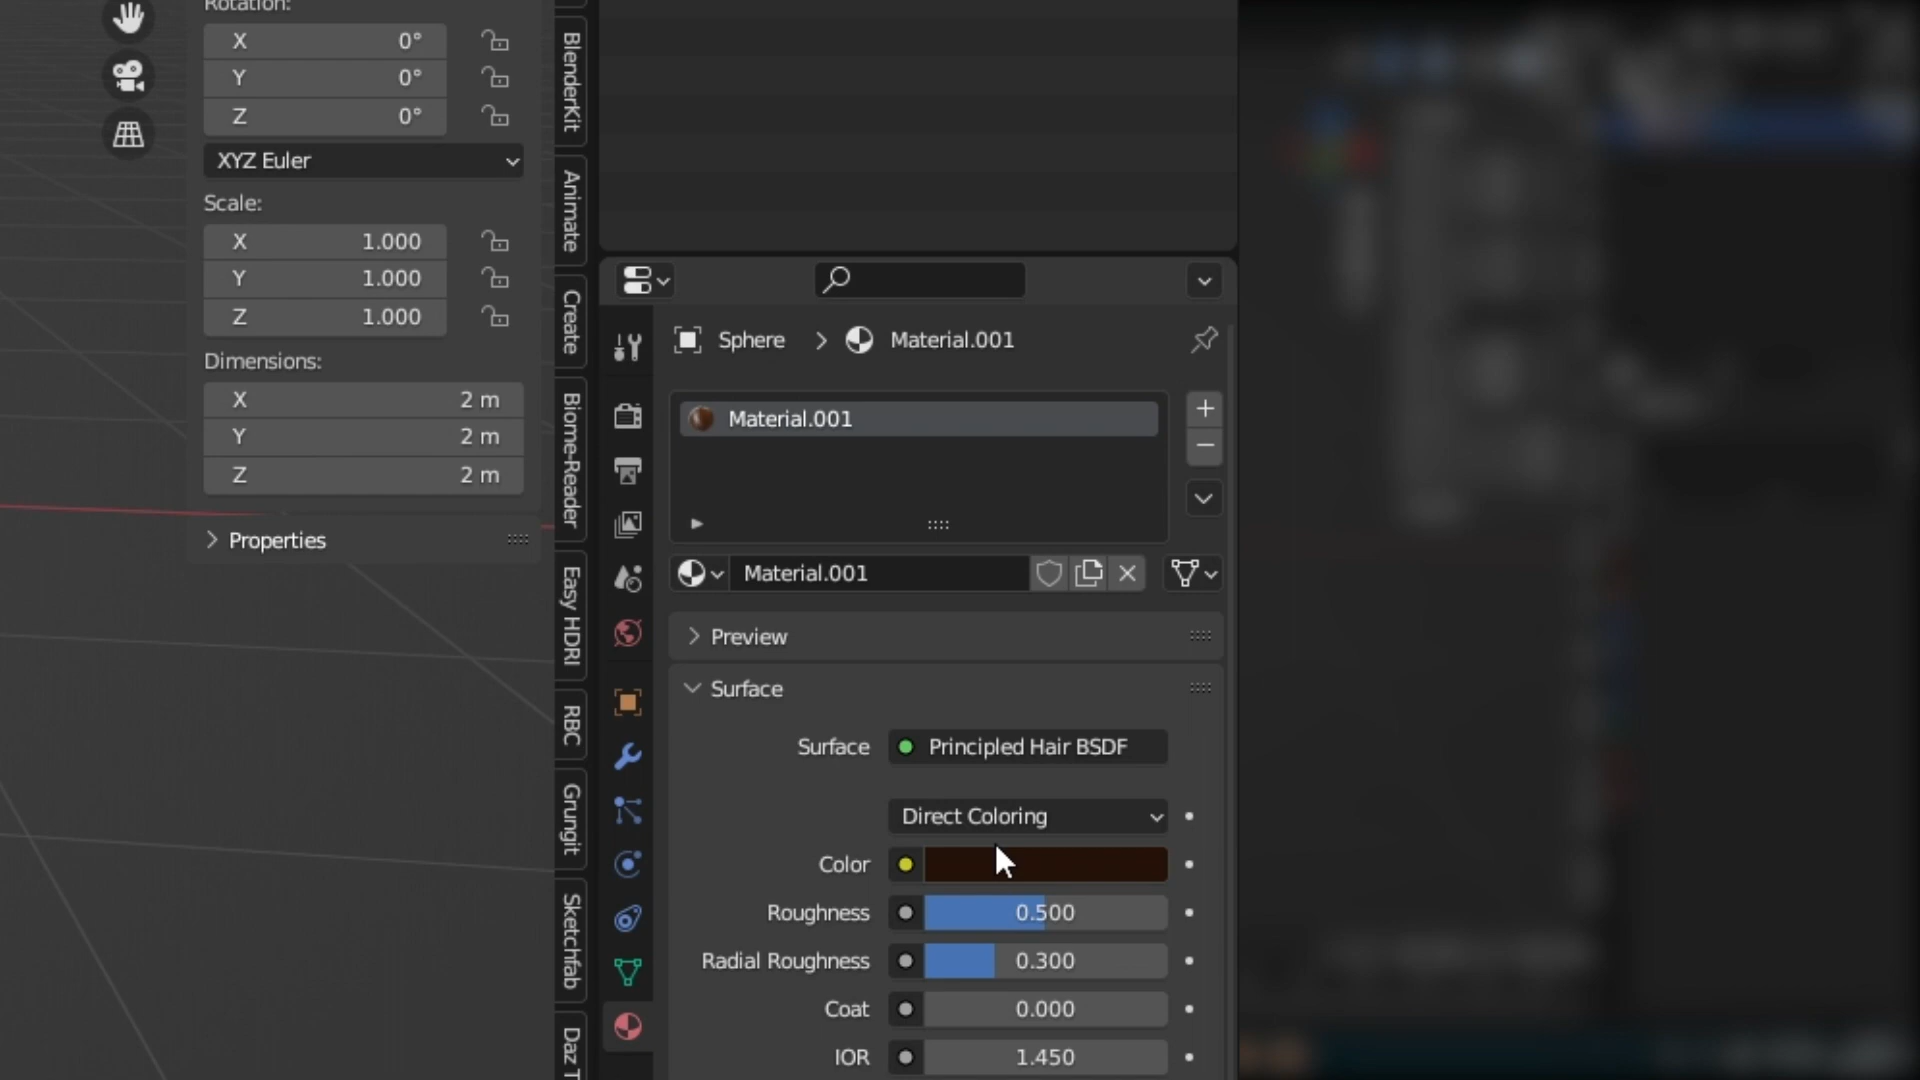 Rotation:
X 0°
Y 0°
Z 0°
XYZ Euler
Scale:
X 1.000
Y 1.000
Z 1.000
Dimensions:
X 2 m
Y 2 m
Z 2 m
Properties
BlenderKit
Animate
Create
Biome-Reader
Easy HDRI
RBC
Grungit
Sketchfab
Daz T
Sphere > Material.001
Material.001
Material.001
Preview
Surface
Surface Principled Hair BSDF
Direct Coloring
Color
Roughness 0.500
Radial Roughness 0.300
Coat 0.000
IOR 1.450